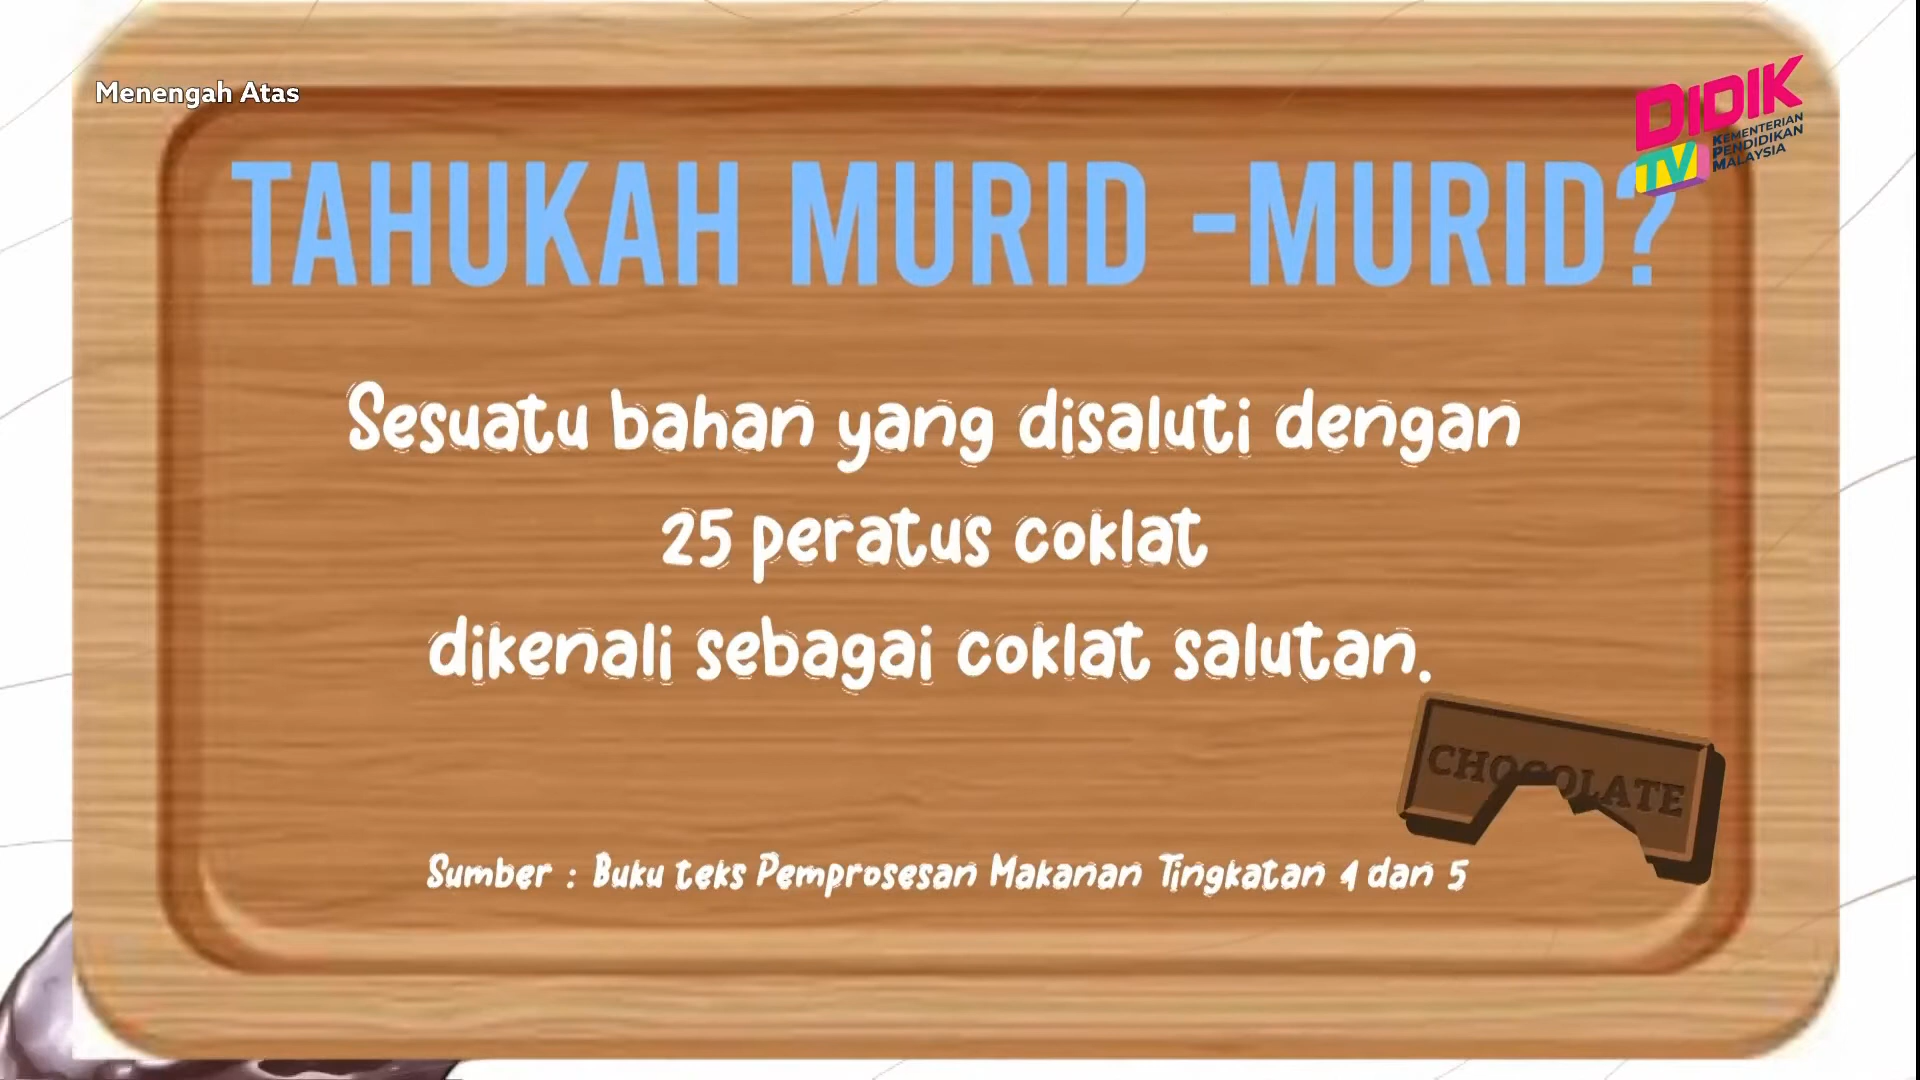 Menengah Atas
DIDIK
TV
KEMENTERIAN
PENDIDIKAN
MALAYSIA
TAHUKAH MURID -MURID?
Sesuatu bahan yang disaluti dengan
25 peratus coklat
dikenali sebagai coklat salutan.
CHOCOLATE
Sumber : Buku teks Pemprosesan Makanan Tingkatan 4 dan 5